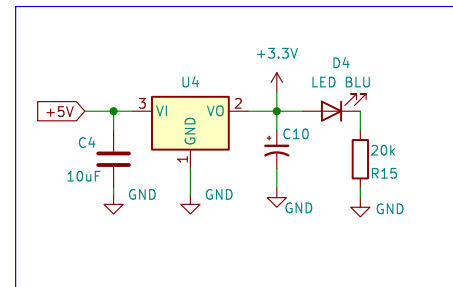 +3.3V
D4
LED BLU
U4
+5V
3
VI
VO
2
GND
1
C4
10uF
GND
GND
+
C10
GND
20k
R15
GND